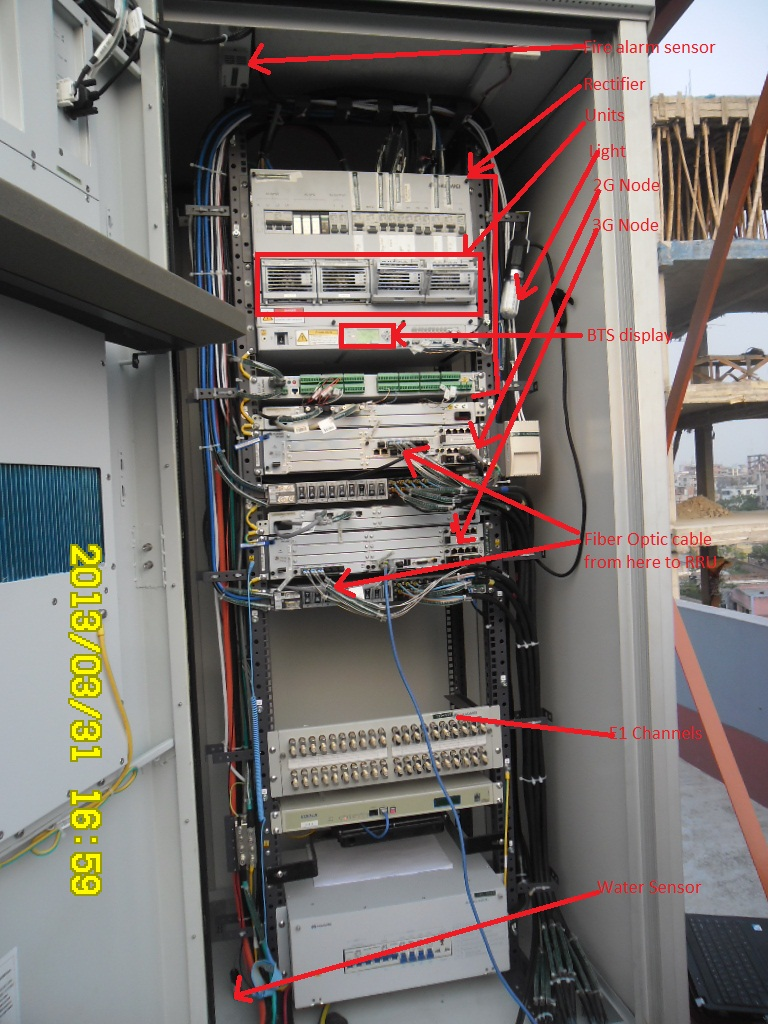 Fire alarm sensor
Rectifier
Units
Light
2G Node
3G Node
BTS display
Fiber Optic cable
from here to RRU
E1 Channels
Water Sensor
2013/03/31 16:59